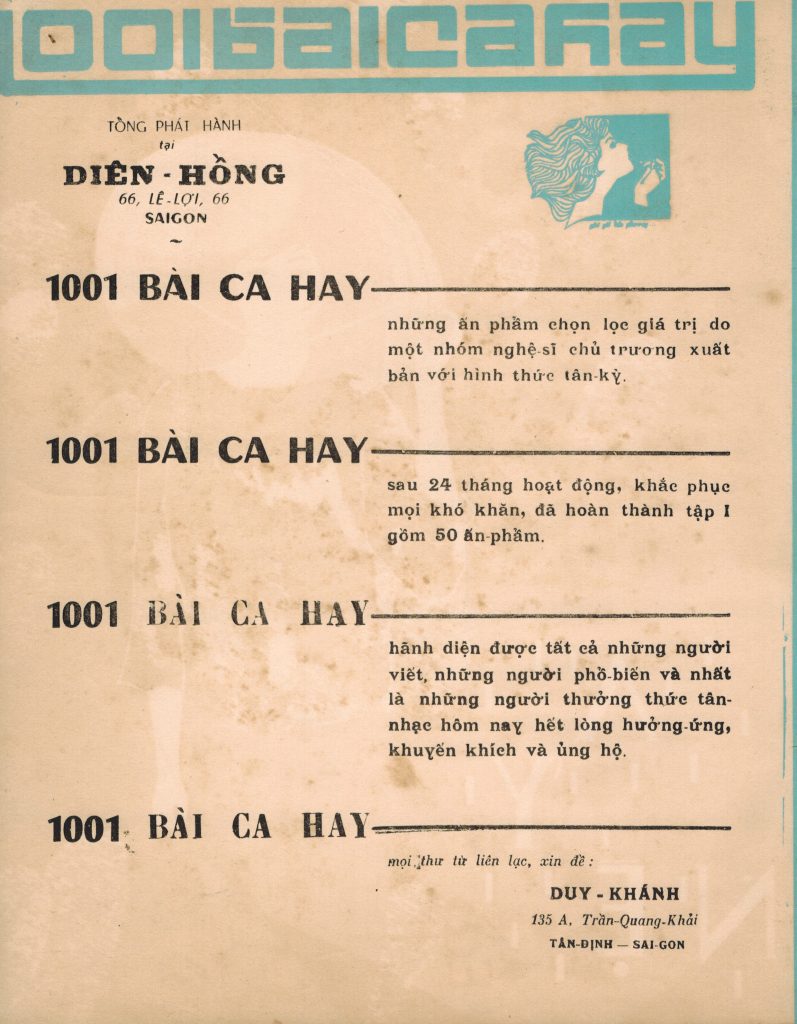 1001 bài ca hay
TỔNG PHÁT HÀNH
tại
DIÊN - HỒNG
66, LÊ-LỢI, 66
SAIGON
~
1001 BÀI CA HAY
những ấn phẩm chọn lọc giá trị do
một nhóm nghệ-sĩ chủ trương xuất
bản với hình thức tân-kỳ.
1001 BÀI CA HAY
sau 24 tháng hoạt động, khắc phục
mọi khó khăn, đã hoàn thành tập I
gồm 50 ấn-phẩm.
1001 BÀI CA HAY
hãnh diện được tất cả những người
viết, những người phổ-biến và nhất
là những người thưởng thức tân-
nhạc hôm nay hết lòng hưởng-ứng,
khuyến khích và ủng hộ.
1001 BÀI CA HAY
mọi thư từ liên lạc, xin đề :
DUY - KHÁNH
135 A, Trần-Quang-Khải
TÂN-ĐỊNH — SAI-GON